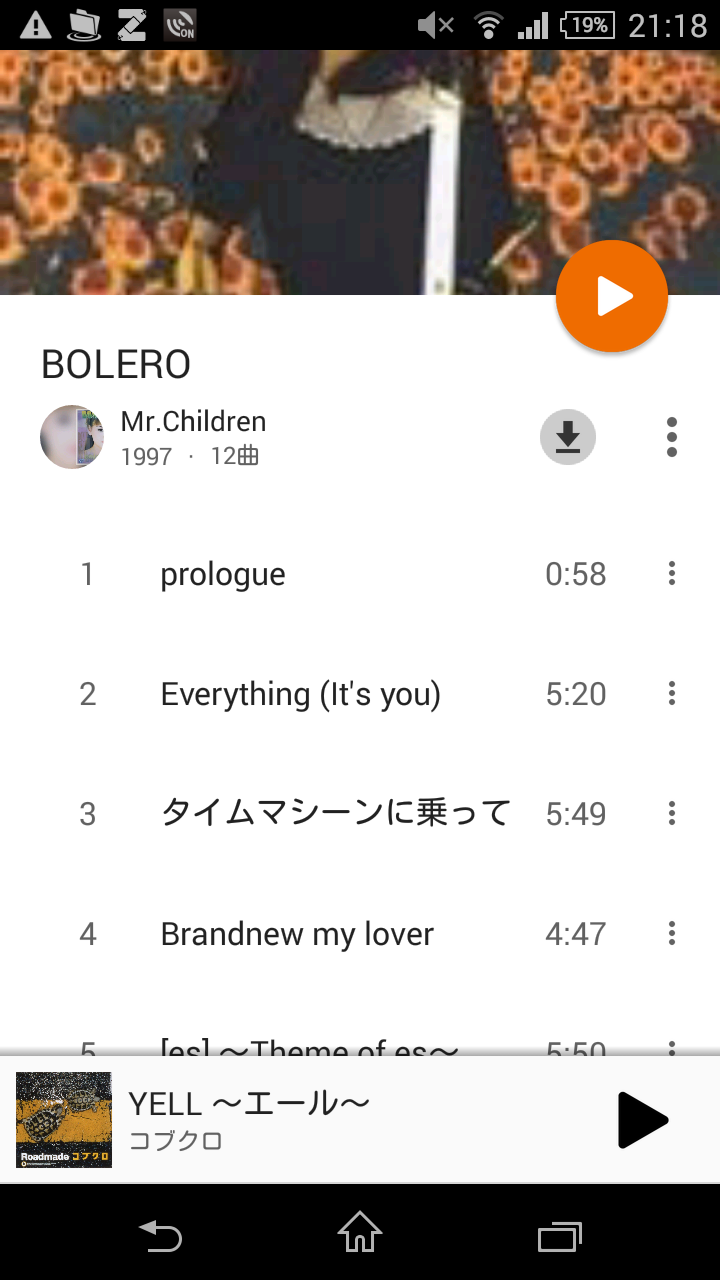 ON
19%
21:18
BOLERO
Mr.Children
1997 · 12曲
1 prologue 0:58
2 Everything (It's you) 5:20
3 タイムマシーンに乗って 5:49
4 Brandnew my lover 4:47
5 [es] ～Theme of es～ 5:50
YELL ～エール～
コブクロ
Roadmade コブクロ